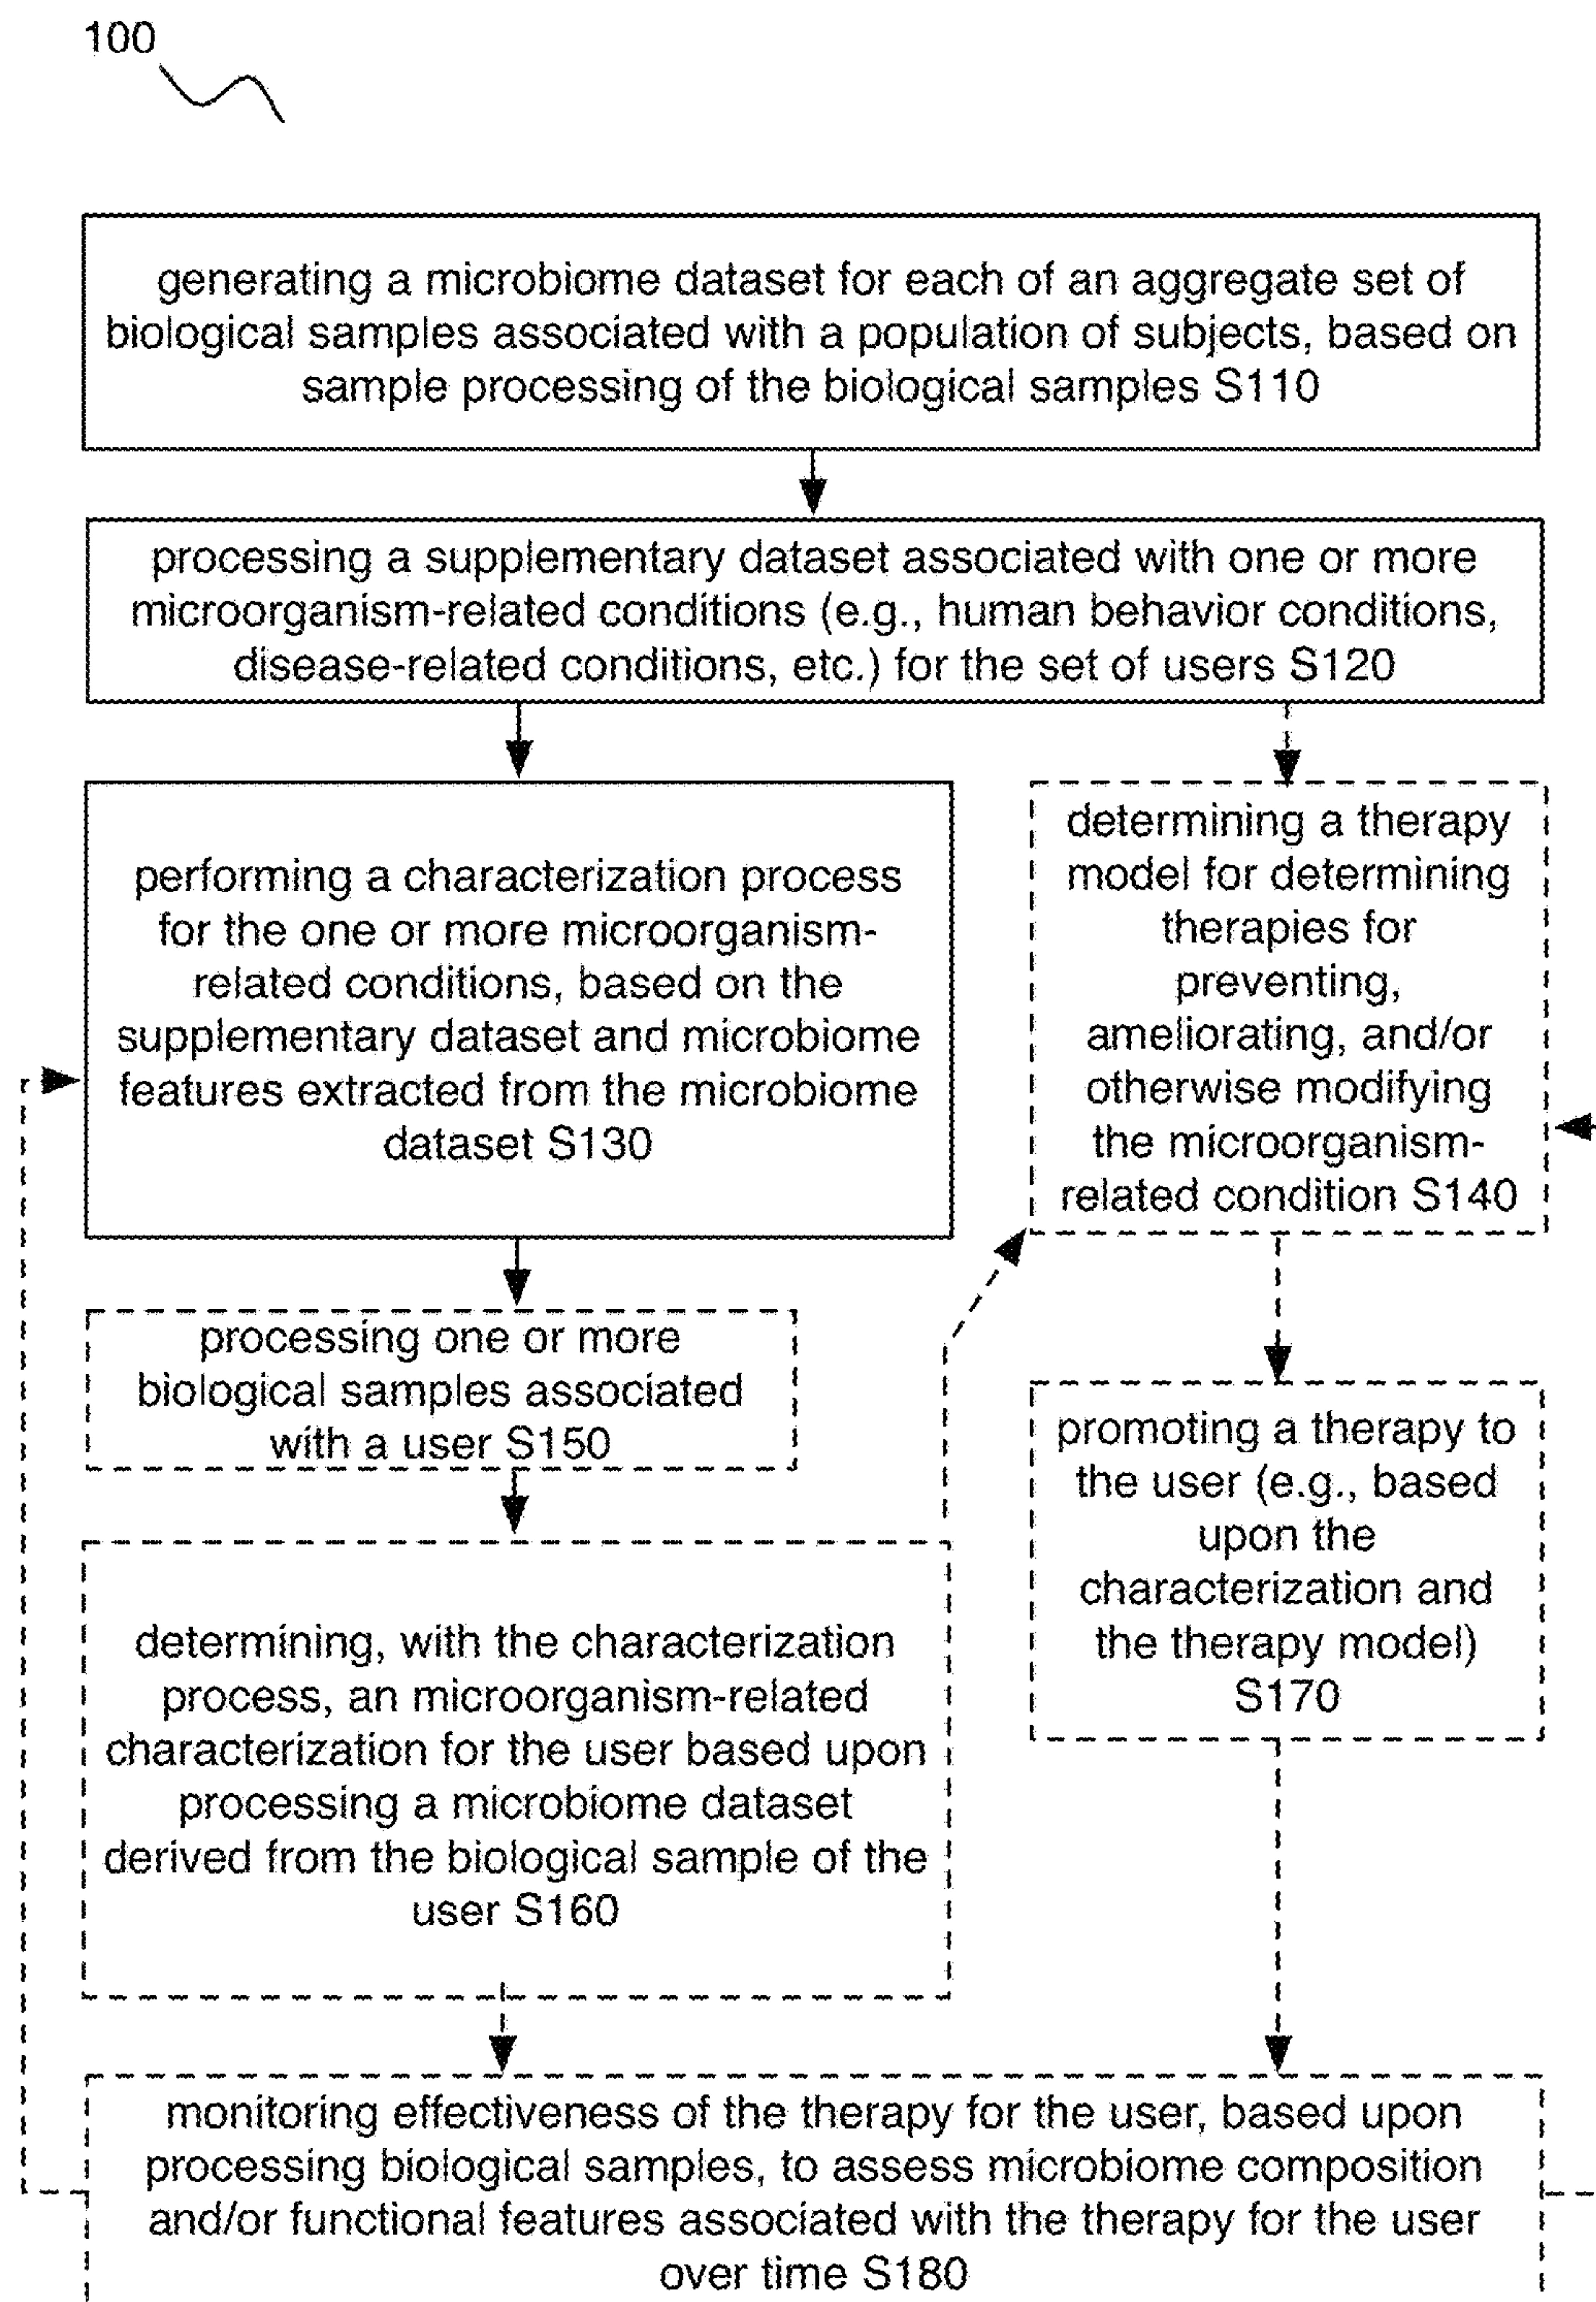 100
generating a microbiome dataset for each of an aggregate set of
biological samples associated with a population of subjects, based on
sample processing of the biological samples S110
processing a supplementary dataset associated with one or more
microorganism-related conditions (e.g., human behavior conditions,
disease-related conditions, etc.) for the set of users S120
performing a characterization process
for the one or more microorganism-
related conditions, based on the
supplementary dataset and microbiome
features extracted from the microbiome
dataset S130
determining a therapy
model for determining
therapies for
preventing,
ameliorating, and/or
otherwise modifying
the microorganism-
related condition S140
processing one or more
biological samples associated
with a user S150
determining, with the characterization
process, an microorganism-related
characterization for the user based upon
processing a microbiome dataset
derived from the biological sample of the
user S160
promoting a therapy to
the user (e.g., based
upon the
characterization and
the therapy model)
S170
monitoring effectiveness of the therapy for the user, based upon
processing biological samples, to assess microbiome composition
and/or functional features associated with the therapy for the user
over time S180